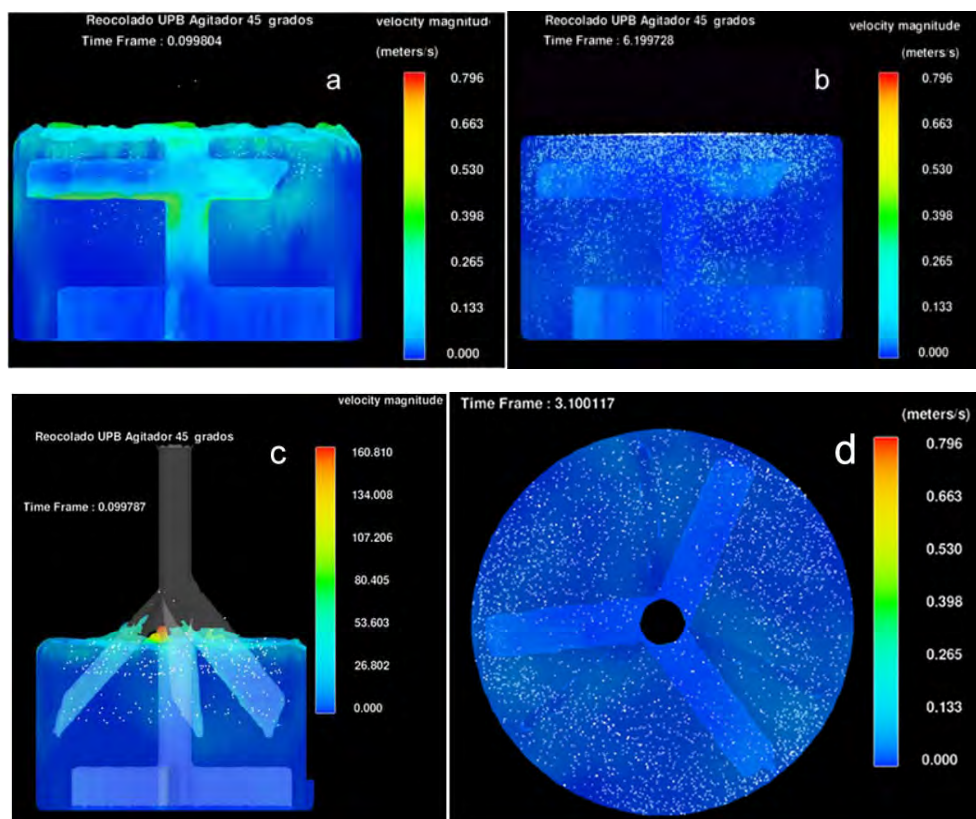 Reocolado UPB Agitador 45 grados
Time Frame : 0.099804
velocity magnitude
(meters/s)
a
0.796
0.663
0.530
0.398
0.265
0.133
0.000
Reocolado UPB Agitador 45 grados
Time Frame : 6.199728
velocity magnitude
(meters/s)
b
0.796
0.663
0.530
0.398
0.265
0.133
0.000
velocity magnitude
Reocolado UPB Agitador 45 grados
c
Time Frame : 0.099787
160.810
134.008
107.206
80.405
53.603
26.802
0.000
Time Frame : 3.100117
(meters/s)
d
0.796
0.663
0.530
0.398
0.265
0.133
0.000